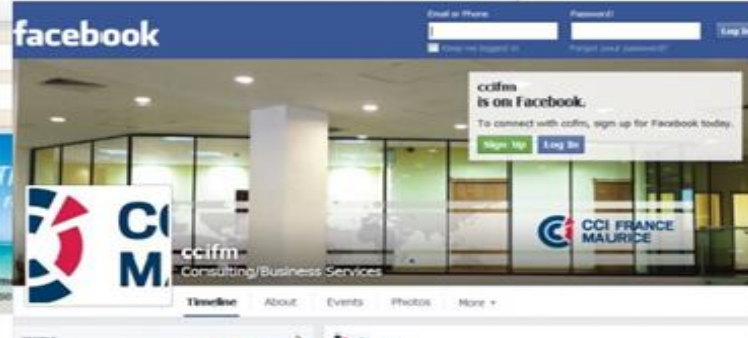 facebook
Email or Phone
Password
Log In
Keep me logged in
Forgot your password?
ccifm
is on Facebook.
To connect with ccifm, sign up for Facebook today.
Sign Up
Log In
CCI FRANCE
MAURICE
ccifm
Consulting/Business Services
Timeline
About
Events
Photos
More